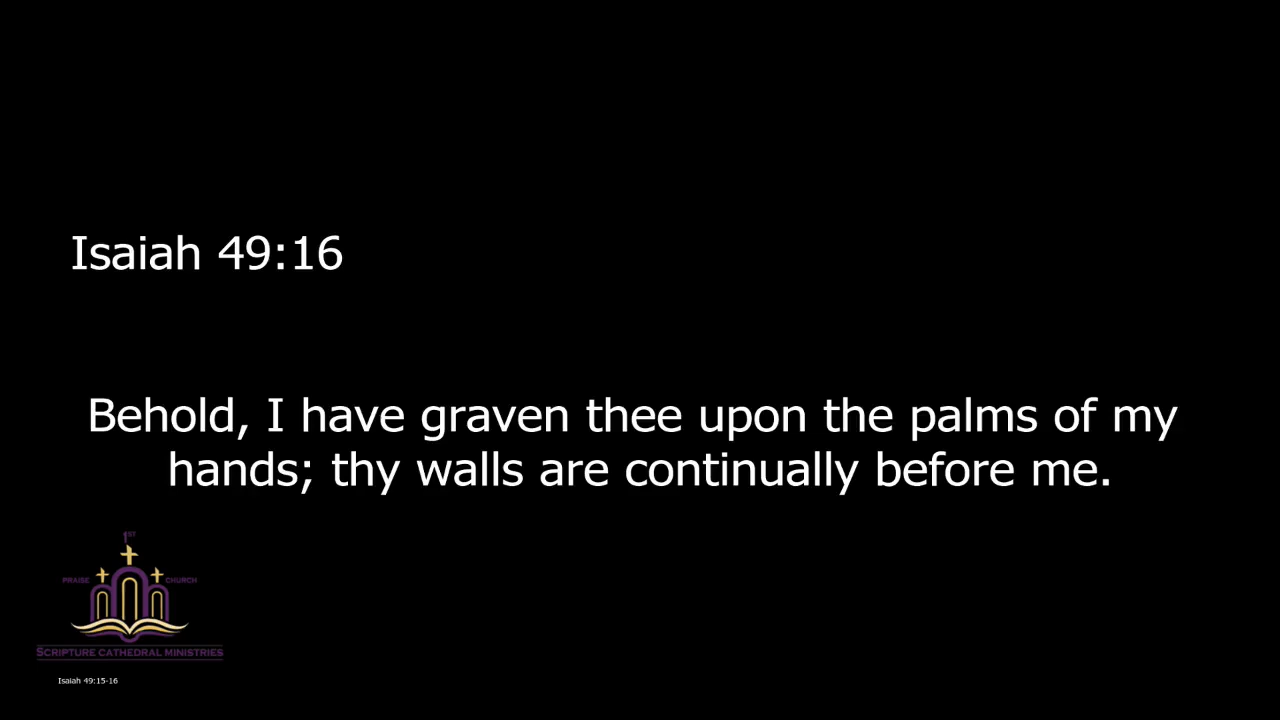 Isaiah 49:16
Behold, I have graven thee upon the palms of my
hands; thy walls are continually before me.
1ST
PRAISE CHURCH
SCRIPTURE CATHEDRAL MINISTRIES
Isaiah 49:15-16